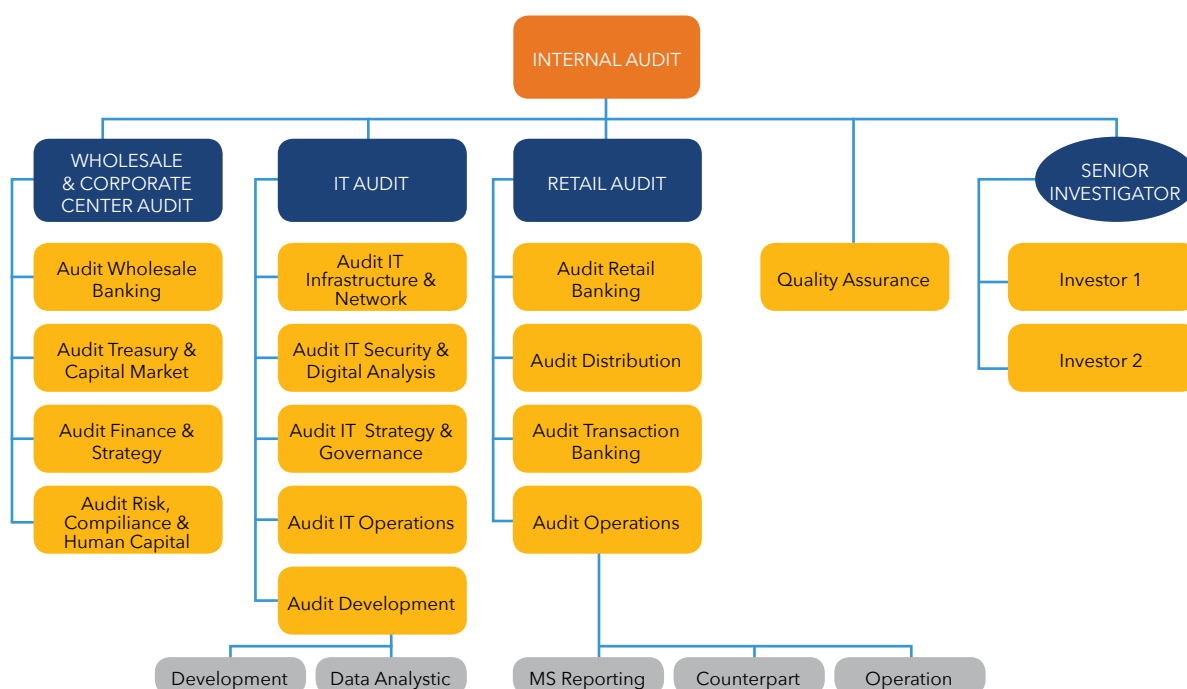 INTERNAL AUDIT
WHOLESALE
& CORPORATE
CENTER AUDIT
IT AUDIT
RETAIL AUDIT
SENIOR
INVESTIGATOR
Audit Wholesale
Banking
Audit IT
Infrastructure &
Network
Audit Retail
Banking
Quality Assurance
Investor 1
Audit Treasury &
Capital Market
Audit IT Security &
Digital Analysis
Audit Distribution
Investor 2
Audit Finance &
Strategy
Audit IT Strategy &
Governance
Audit Transaction
Banking
Audit Risk,
Compiliance &
Human Capital
Audit IT Operations
Audit Operations
Audit Development
Development
Data Analystic
MS Reporting
Counterpart
Operation